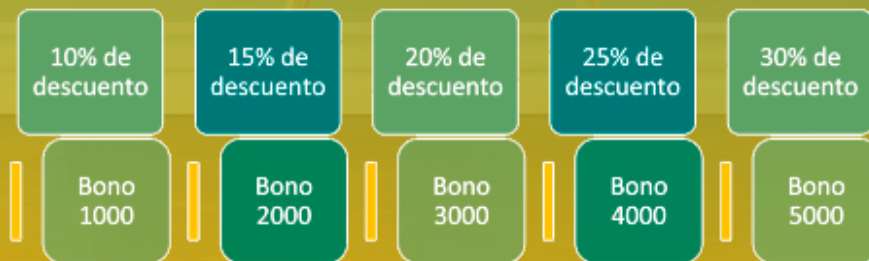 10% de
descuento
15% de
descuento
20% de
descuento
25% de
descuento
30% de
descuento
Bono
1000
Bono
2000
Bono
3000
Bono
4000
Bono
5000